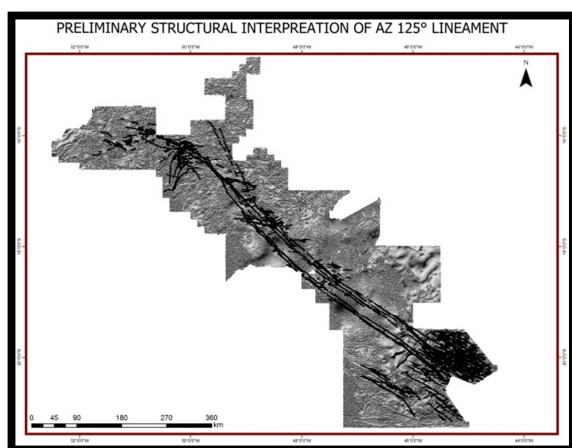 PRELIMINARY STRUCTURAL INTERPREATION OF AZ 125° LINEAMENT
52°0'0"W 50°0'0"W 48°0'0"W 46°0'0"W 44°0'0"W
N
0 45 90 180 270 360
km
52°0'0"W 50°0'0"W 48°0'0"W 46°0'0"W 44°0'0"W